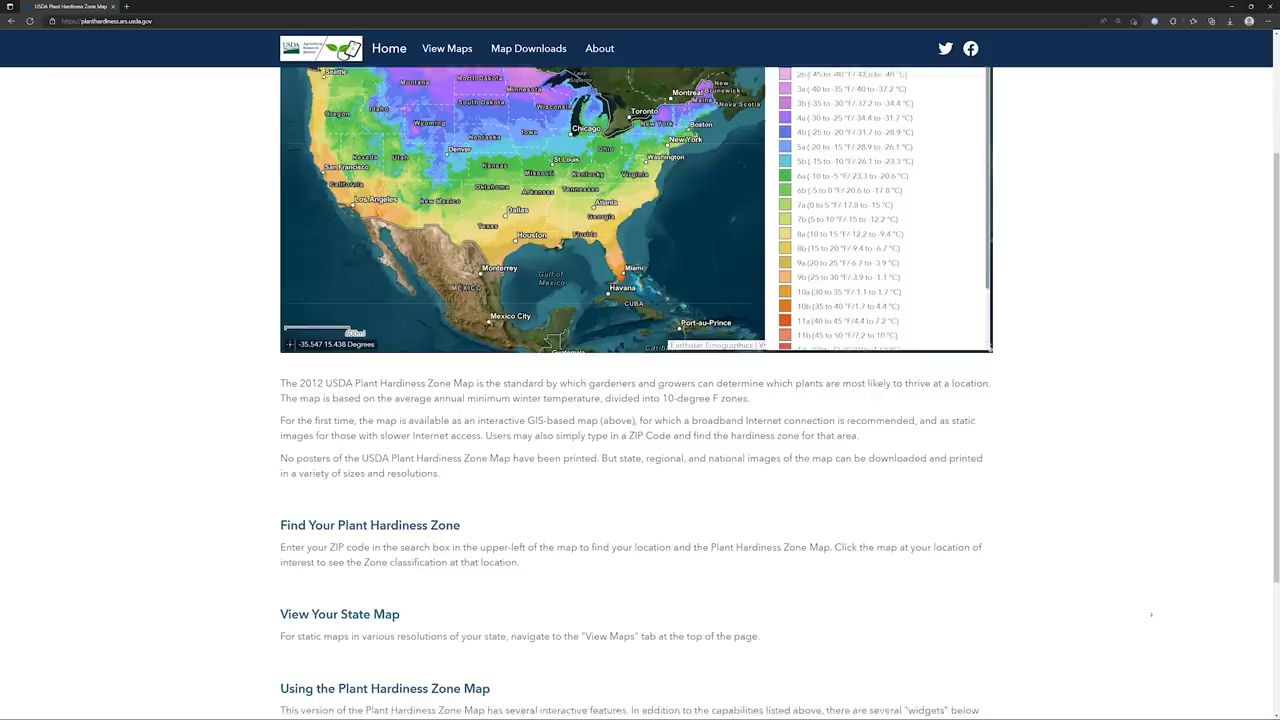 USDA Plant Hardiness Zone Map
https://planthardiness.ars.usda.gov
USDA Agricultural Research Service
Home View Map Downloads About
Seattle
Montana
North Dakota
Minnesota
Montreal
New Brunswick
Maine
Nova Scotia
Oregon
Idaho
South Dakota
Wisconsin
Toronto
Wyoming
Boston
Iowa
Chicago
New York
Nebraska
New York
Nevada
Utah
Denver
Ohio
San Francisco
Kansas
St Louis
Washington
Missouri
Kentucky
Virginia
California
Oklahoma
Arkansas
Tennessee
Los Angeles
New Mexico
Atlanta
Dallas
Georgia
Texas
Houston
Florida
Monterrey
Miami
Gulf of
Mexico
MÉXICO
Havana
CUBA
Mexico City
Port-au-Prince
Guatemala
600mi
-35.547 15.438 Degrees
Earthstar Geographics |
3a (-40 to -35 °F/-40 to -37.2 °C)
3b (-35 to -30 °F/-37.2 to -34.4 °C)
4a (-30 to -25 °F/-34.4 to -31.7 °C)
4b (-25 to -20 °F/-31.7 to -28.9 °C)
5a (-20 to -15 °F/-28.9 to -26.1 °C)
5b (-15 to -10 °F/-26.1 to -23.3 °C)
6a (-10 to -5 °F/-23.3 to -20.6 °C)
6b (-5 to 0 °F/-20.6 to -17.8 °C)
7a (0 to 5 °F/-17.8 to -15 °C)
7b (5 to 10 °F/-15 to -12.2 °C)
8a (10 to 15 °F/-12.2 to -9.4 °C)
8b (15 to 20 °F/-9.4 to -6.7 °C)
9a (20 to 25 °F/-6.7 to -3.9 °C)
9b (25 to 30 °F/-3.9 to -1.1 °C)
10a (30 to 35 °F/-1.1 to 1.7 °C)
10b (35 to 40 °F/1.7 to 4.4 °C)
11a (40 to 45 °F/4.4 to 7.2 °C)
11b (45 to 50 °F/7.2 to 10 °C)
The 2012 USDA Plant Hardiness Zone Map is the standard by which gardeners and growers can determine which plants are most likely to thrive at a location.
The map is based on the average annual minimum winter temperature, divided into 10-degree F zones.
For the first time, the map is available as an interactive GIS-based map (above), for which a broadband Internet connection is recommended, and as static
images for those with slower Internet access. Users may also simply type in a ZIP Code and find the hardiness zone for that area.
No posters of the USDA Plant Hardiness Zone Map have been printed. But state, regional, and national images of the map can be downloaded and printed
in a variety of sizes and resolutions.
Find Your Plant Hardiness Zone
Enter your ZIP code in the search box in the upper-left of the map to find your location and the Plant Hardiness Zone Map. Click the map at your location of
interest to see the Zone classification at that location.
View Your State Map
For static maps in various resolutions of your state, navigate to the "View Maps" tab at the top of the page.
Using the Plant Hardiness Zone Map
This version of the Plant Hardiness Zone Map has several interactive features. In addition to the capabilities listed above, there are several "widgets" below